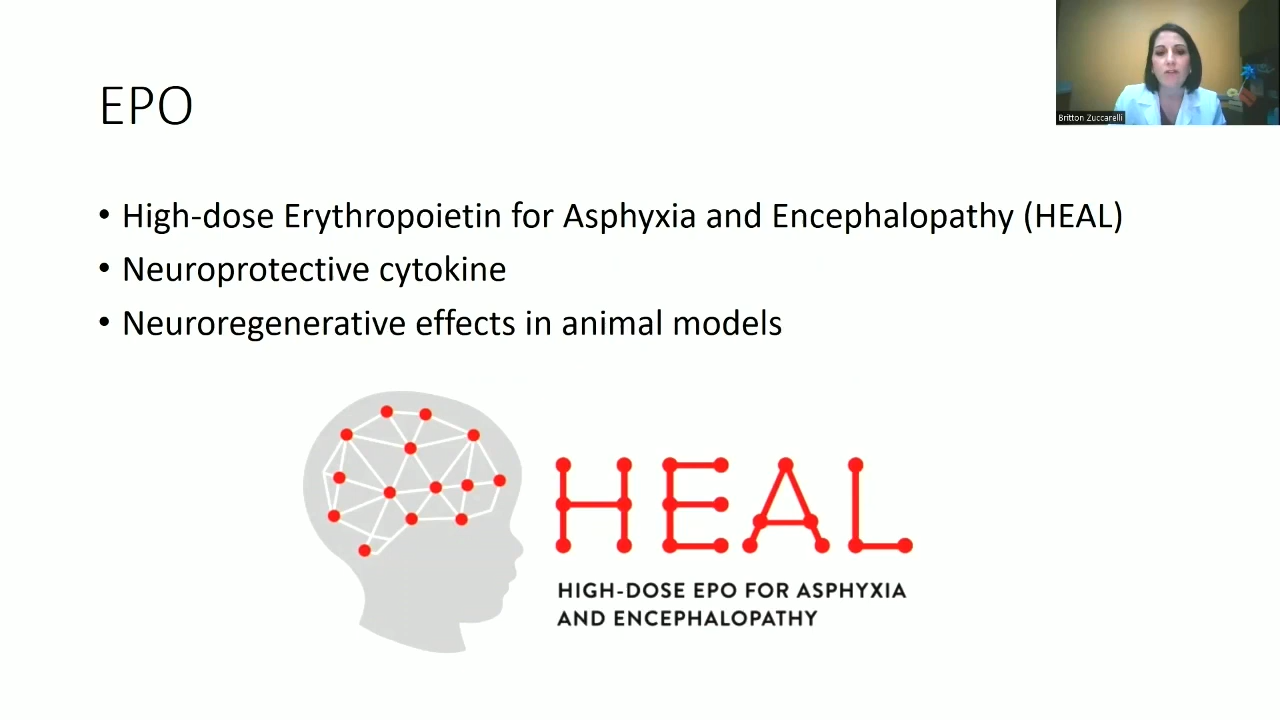 EPO
Britton Zuccarelli
• High-dose Erythropoietin for Asphyxia and Encephalopathy (HEAL)
• Neuroprotective cytokine
• Neuroregenerative effects in animal models
HEAL
HIGH-DOSE EPO FOR ASPHYXIA
AND ENCEPHALOPATHY